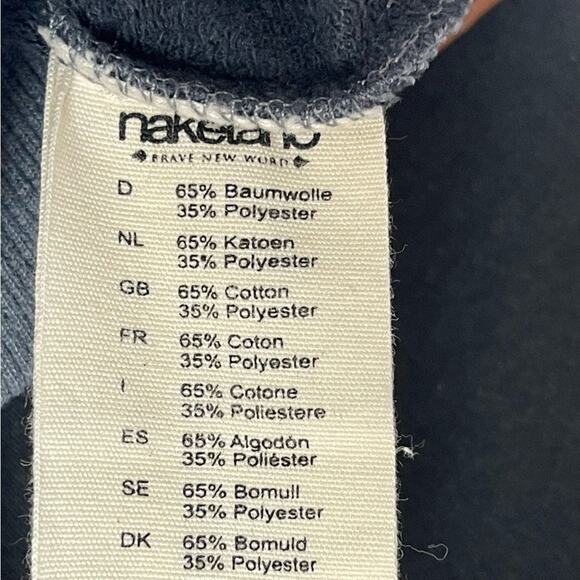 naketano
BRAVE NEW WORD
D 65% Baumwolle
35% Polyester
NL 65% Katoen
35% Polyester
GB 65% Cotton
35% Polyester
FR 65% Coton
35% Polyester
I 65% Cotone
35% Poliestere
ES 65% Algodón
35% Poliéster
SE 65% Bomull
35% Polyester
DK 65% Bomuld
35% Polyester